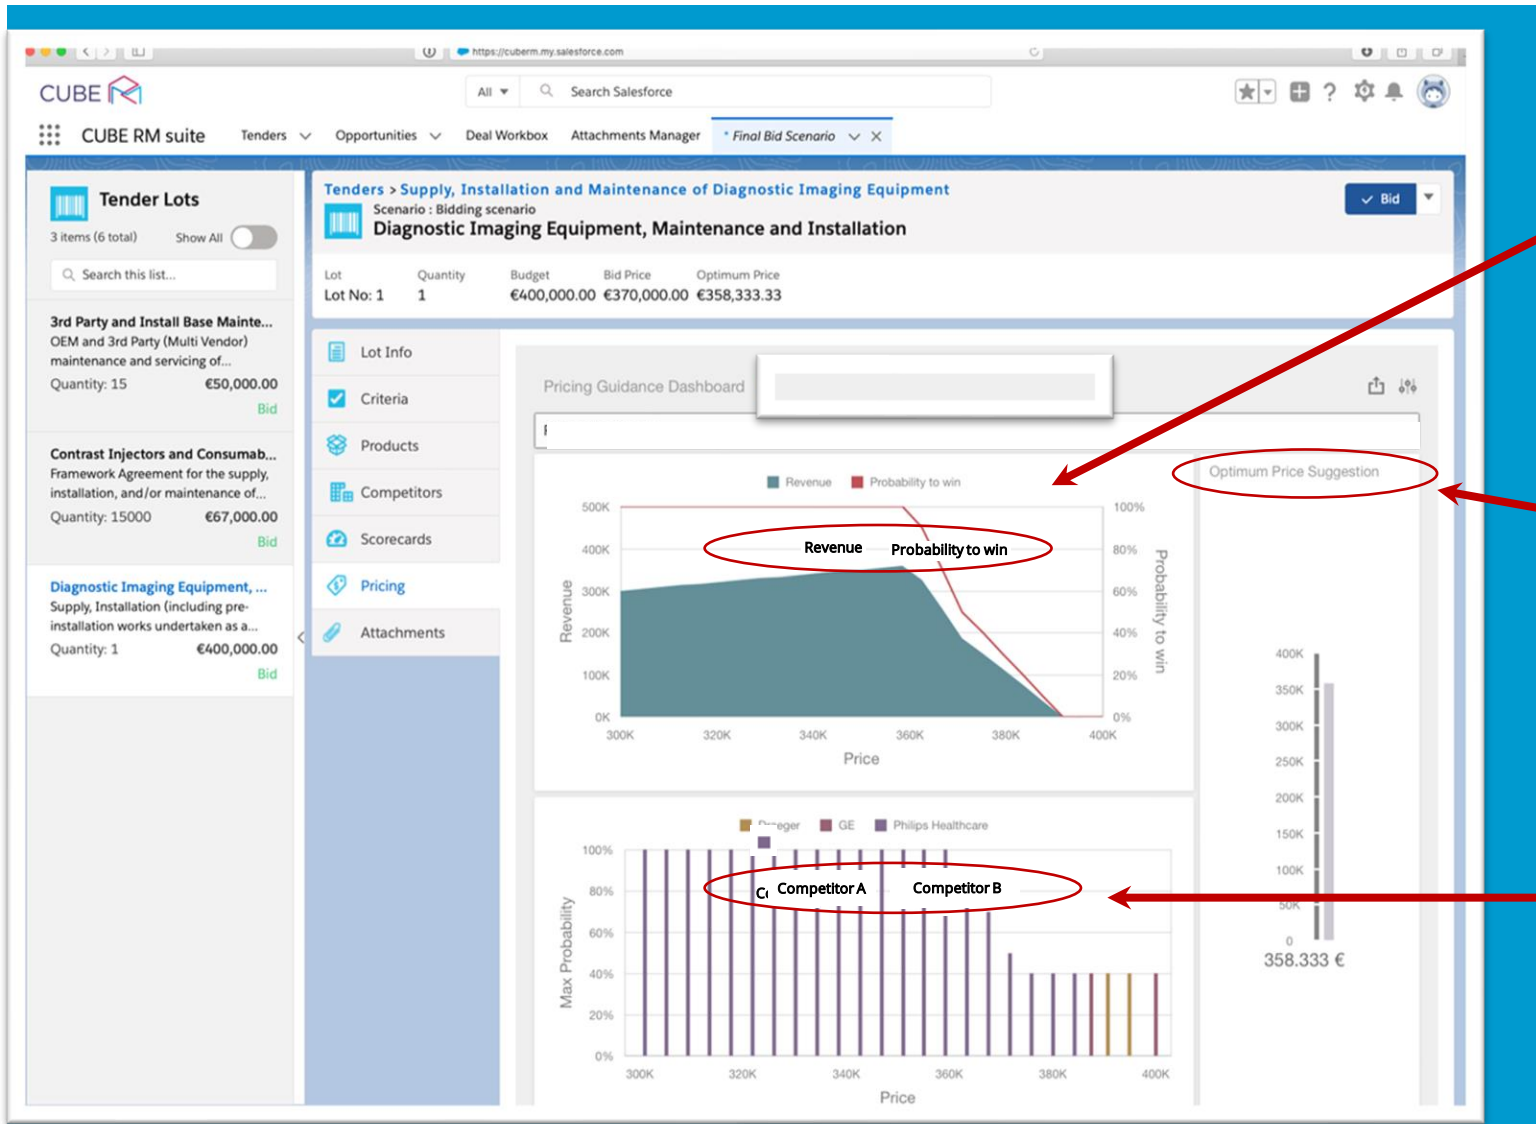 https://cuberm.my.salesforce.com
CUBE RM
All
Search Salesforce
CUBE RM suite
Tenders
Opportunities
Deal Workbox
Attachments Manager
* Final Bid Scenario
Tender Lots
3 items (6 total)
Show All
Search this list...
3rd Party and Install Base Mainte...
OEM and 3rd Party (Multi Vendor)
maintenance and servicing of...
Quantity: 15 €50,000.00
Bid
Contrast Injectors and Consumab...
Framework Agreement for the supply,
installation, and/or maintenance of...
Quantity: 15000 €67,000.00
Bid
Diagnostic Imaging Equipment, ...
Supply, Installation (including pre-
installation works undertaken as a...
Quantity: 1 €400,000.00
Bid
Tenders > Supply, Installation and Maintenance of Diagnostic Imaging Equipment
Scenario : Bidding scenario
Diagnostic Imaging Equipment, Maintenance and Installation
Bid
Lot Quantity Budget Bid Price Optimum Price
Lot No: 1 1 €400,000.00 €370,000.00 €358,333.33
Lot Info
Criteria
Products
Competitors
Scorecards
Pricing
Attachments
Pricing Guidance Dashboard
Revenue Probability to win
500K 100%
400K 80%
300K 60%
200K 40%
100K 20%
0K 0%
Revenue Probability to win
Revenue
Probability to win
300K 320K 340K 360K 380K 400K
Price
Optimum Price Suggestion
400K
350K
300K
250K
200K
150K
100K
50K
0
358.333 €
GE Philips Healthcare
100%
80%
60%
40%
20%
0%
Competitor A Competitor B
Max Probability
300K 320K 340K 360K 380K 400K
Price